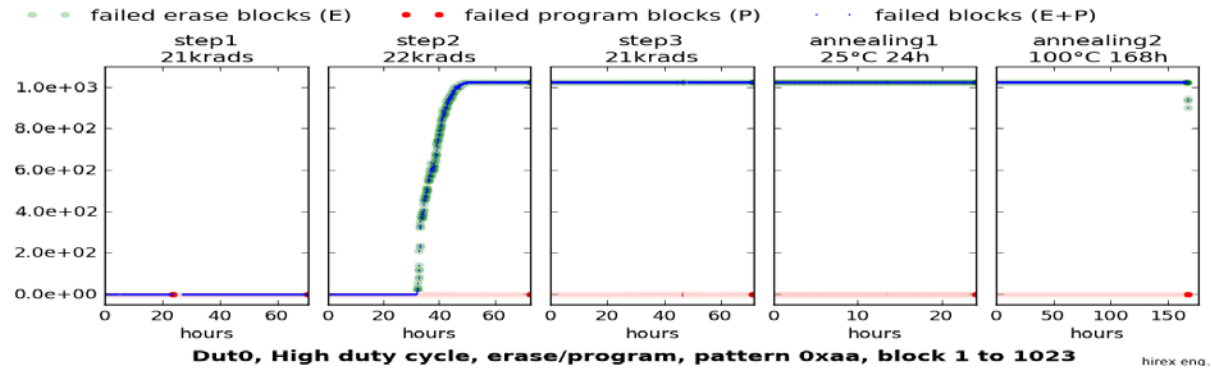 failed erase blocks (E) failed program blocks (P) failed blocks (E+P)
step1 step2 step3 annealing1 annealing2
21krads 22krads 21krads 25°C 24h 100°C 168h
1.0e+03
8.0e+02
6.0e+02
4.0e+02
2.0e+02
0.0e+00
0 20 40 60 0 20 40 60 0 20 40 60 0 10 20 0 50 100 150
hours hours hours hours hours
Dut0, High duty cycle, erase/program, pattern 0xaa, block 1 to 1023
hirex eng.